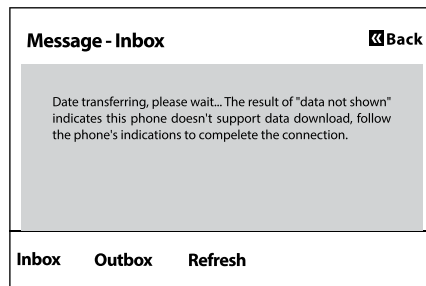 Message - Inbox
Back
Date transferring, please wait... The result of "data not shown"
indicates this phone doesn't support data download, follow
the phone's indications to compelete the connection.
Inbox Outbox Refresh